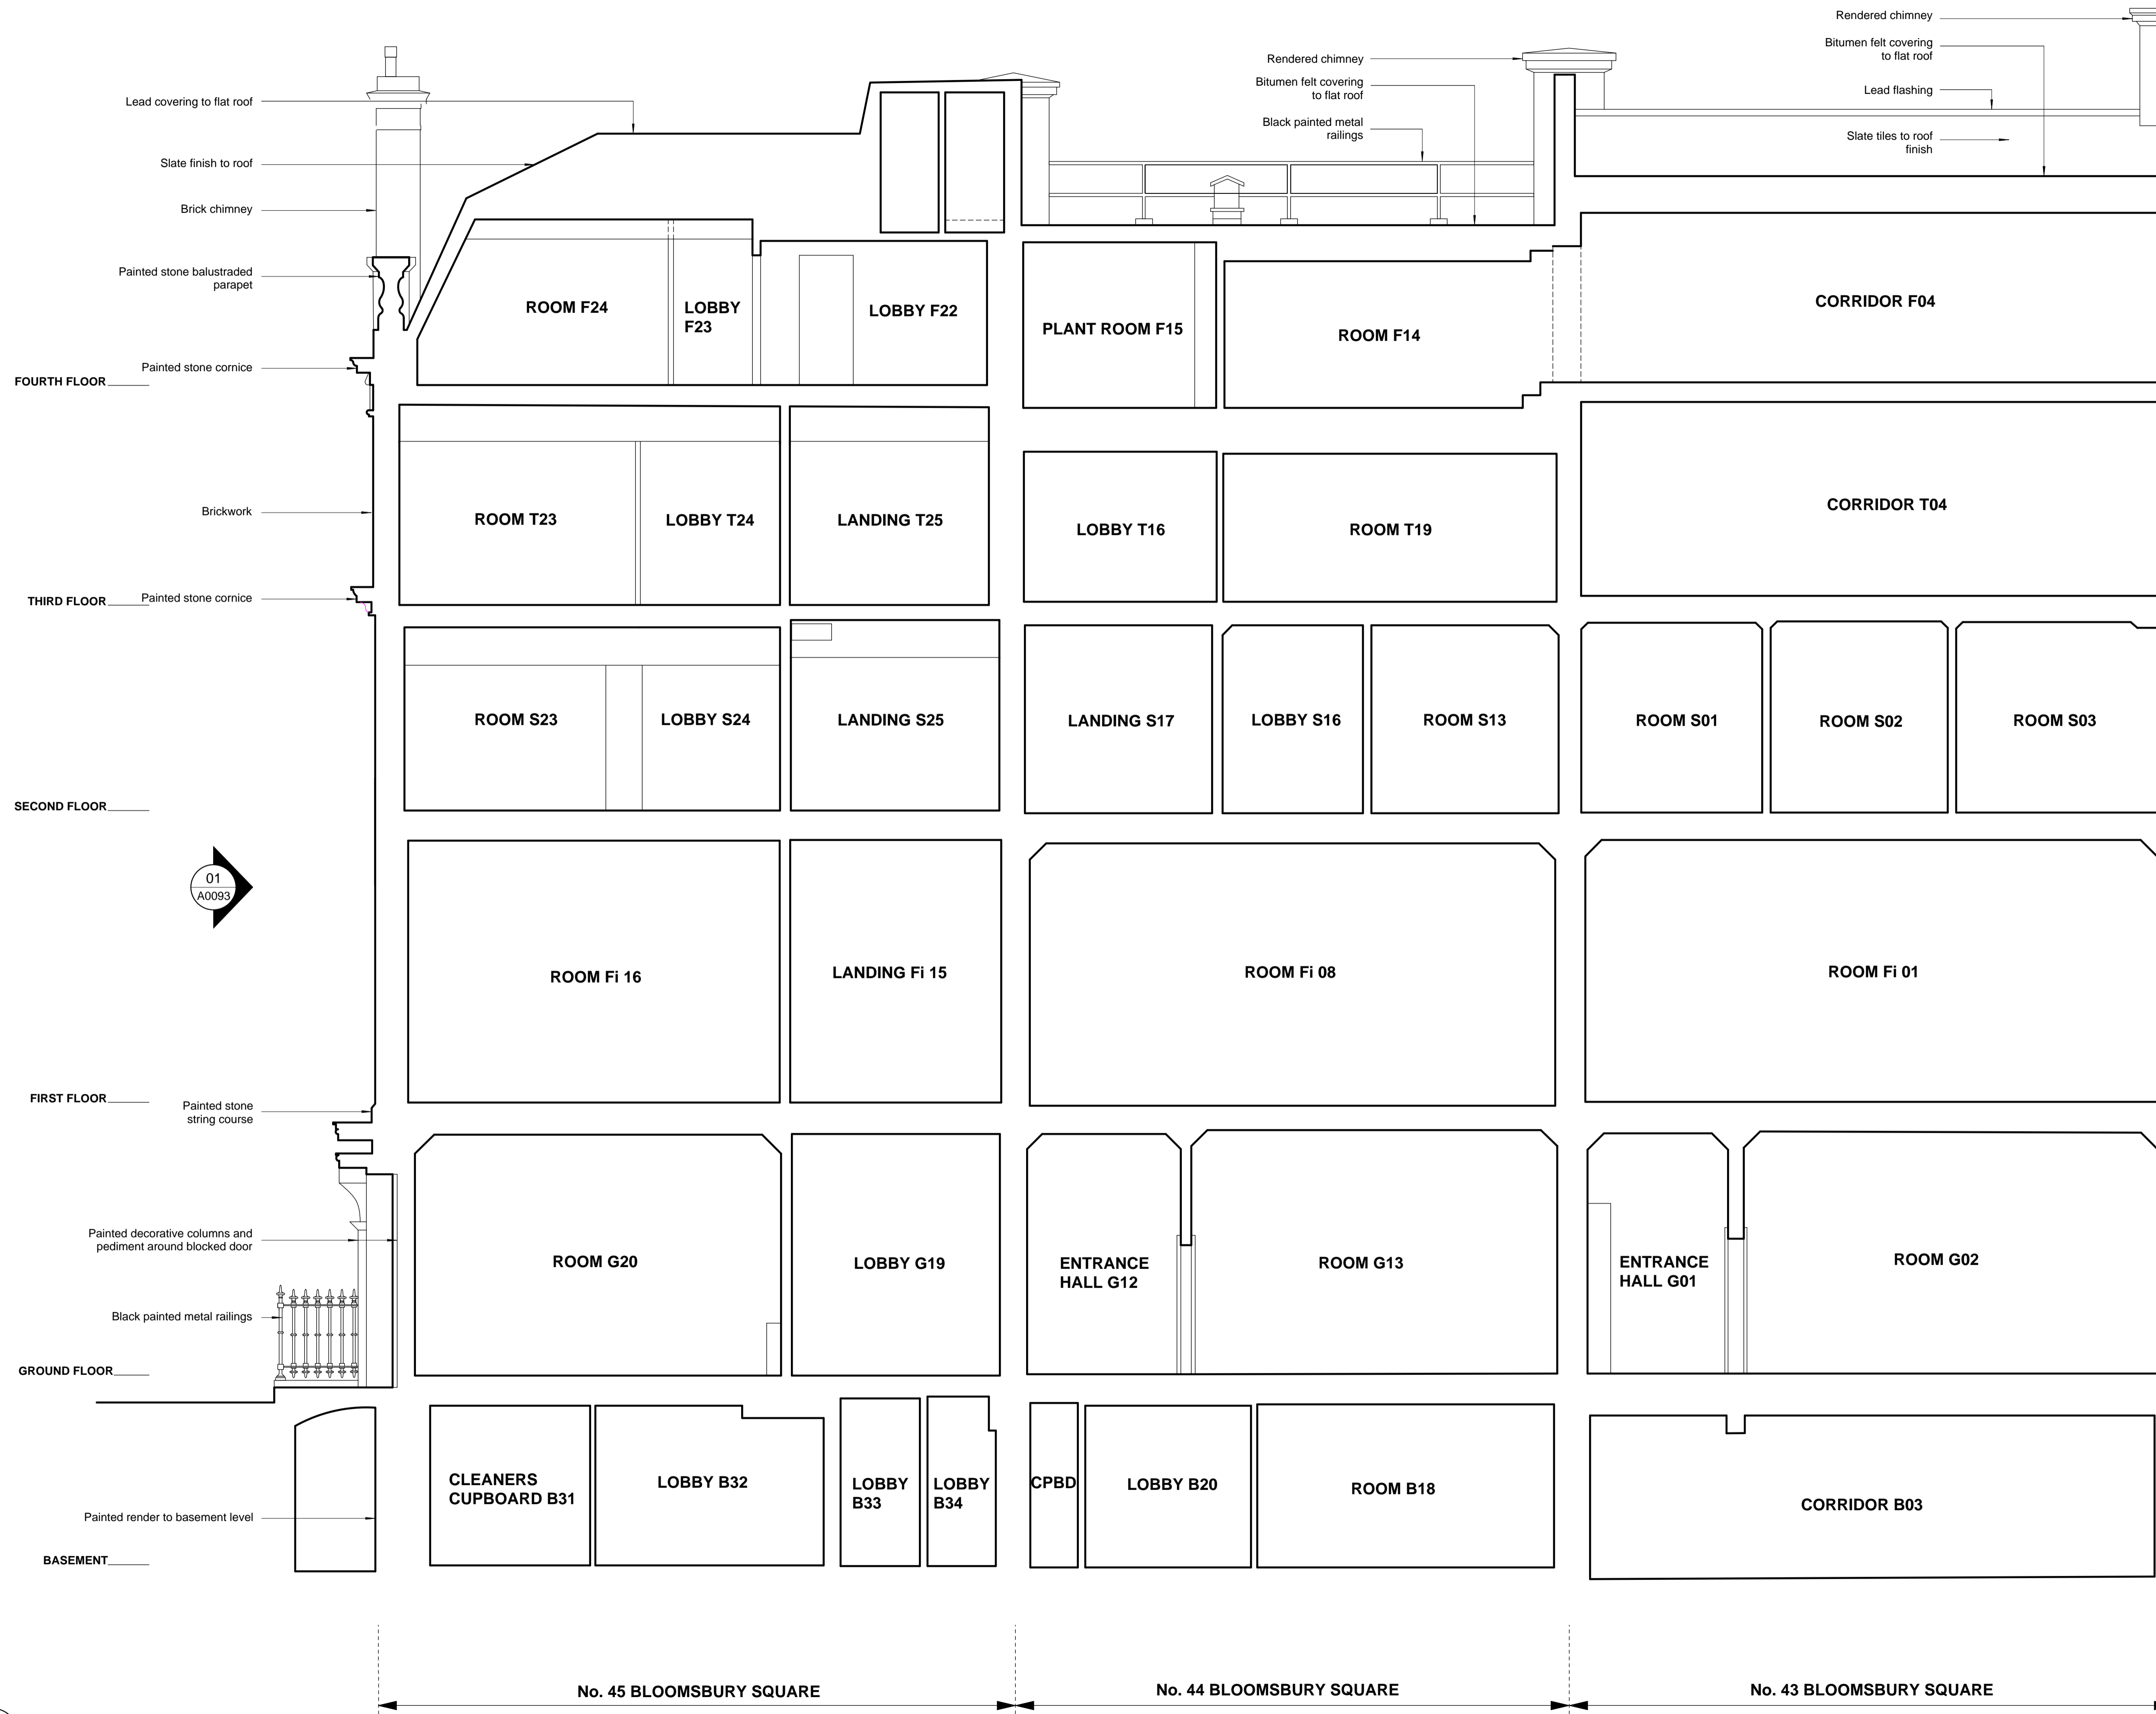 Rendered chimney
Bitumen felt covering
to flat roof
Lead flashing
Slate tiles to roof
finish
Rendered chimney
Bitumen felt covering
to flat roof
Black painted metal
railings
Lead covering to flat roof
Slate finish to roof
Brick chimney
Painted stone balustraded
parapet
Painted stone cornice
FOURTH FLOOR
ROOM F24
LOBBY
F23
LOBBY F22
PLANT ROOM F15
ROOM F14
CORRIDOR F04
Brickwork
ROOM T23
LOBBY T24
LANDING T25
LOBBY T16
ROOM T19
CORRIDOR T04
THIRD FLOOR
Painted stone cornice
ROOM S23
LOBBY S24
LANDING S25
LANDING S17
LOBBY S16
ROOM S13
ROOM S01
ROOM S02
ROOM S03
SECOND FLOOR
01
A0093
ROOM Fi 16
LANDING Fi 15
ROOM Fi 08
ROOM Fi 01
FIRST FLOOR
Painted stone
string course
Painted decorative columns and
pediment around blocked door
Black painted metal railings
ROOM G20
LOBBY G19
ENTRANCE
HALL G12
ROOM G13
ENTRANCE
HALL G01
ROOM G02
GROUND FLOOR
CLEANERS
CUPBOARD B31
LOBBY B32
LOBBY
B33
LOBBY
B34
CPBD
LOBBY B20
ROOM B18
CORRIDOR B03
Painted render to basement level
BASEMENT
No. 45 BLOOMSBURY SQUARE
No. 44 BLOOMSBURY SQUARE
No. 43 BLOOMSBURY SQUARE